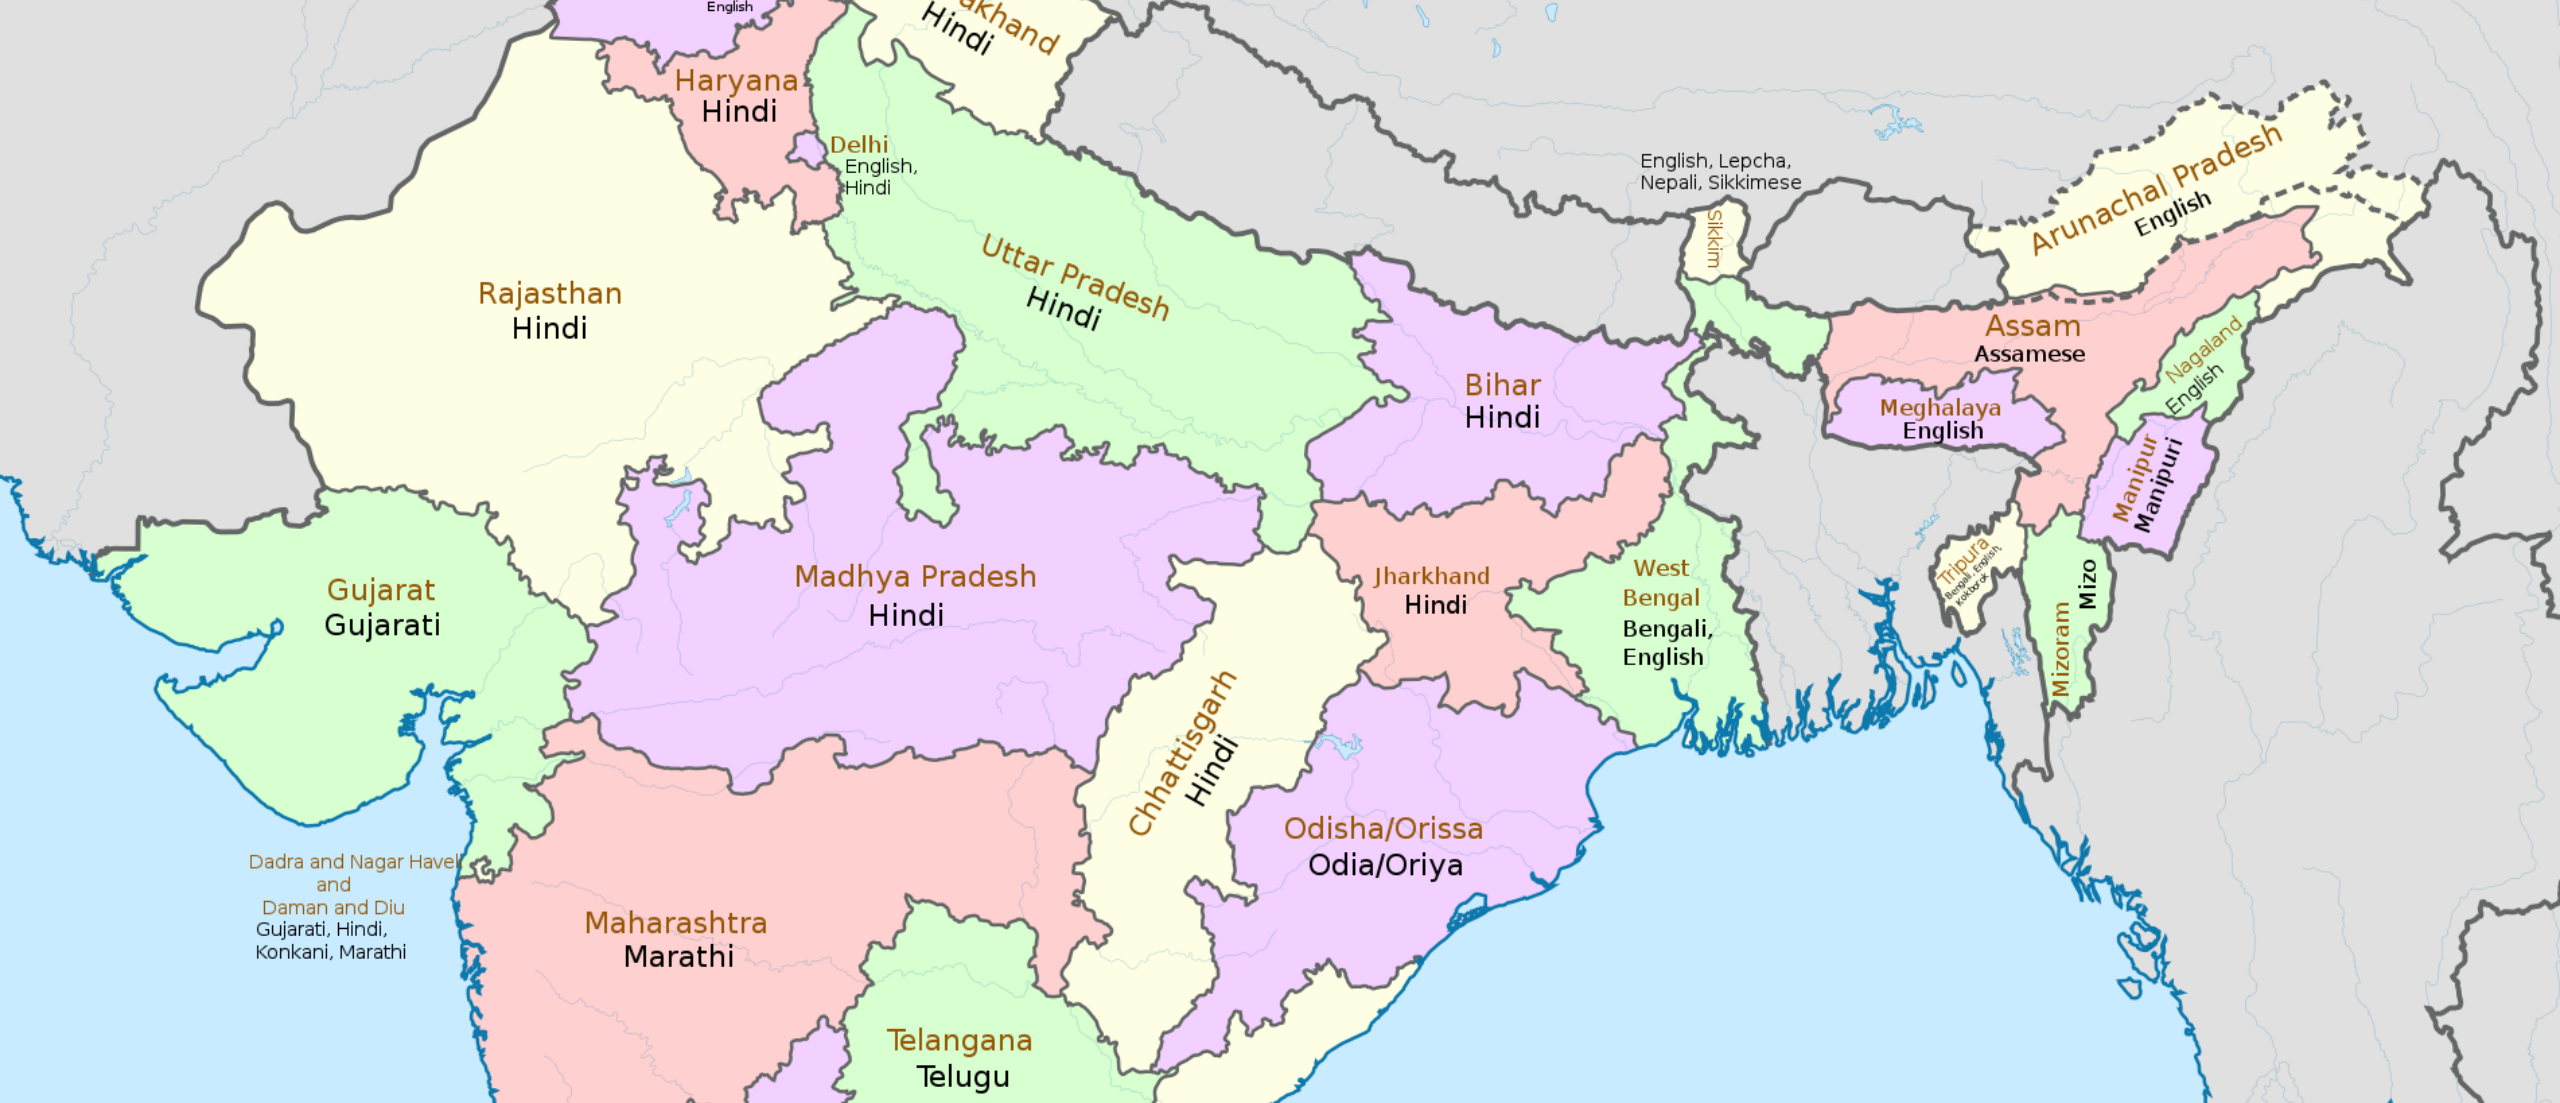 English
akhand
Hindi
Haryana
Hindi
Delhi
English,
Hindi
English, Lepcha,
Nepali, Sikkimese
Sikkim
Arunachal Pradesh
English
Uttar Pradesh
Hindi
Rajasthan
Hindi
Assam
Assamese
Nagaland
English
Bihar
Hindi
Meghalaya
English
Manipur
Manipuri
Tripura
Bengali, English,
Kokborok
Mizoram
Mizo
Gujarat
Gujarati
Madhya Pradesh
Hindi
Jharkhand
Hindi
West
Bengal
Bengali,
English
Chhattisgarh
Hindi
Odisha/Orissa
Odia/Oriya
Dadra and Nagar Haveli
and
Daman and Diu
Gujarati, Hindi,
Konkani, Marathi
Maharashtra
Marathi
Telangana
Telugu